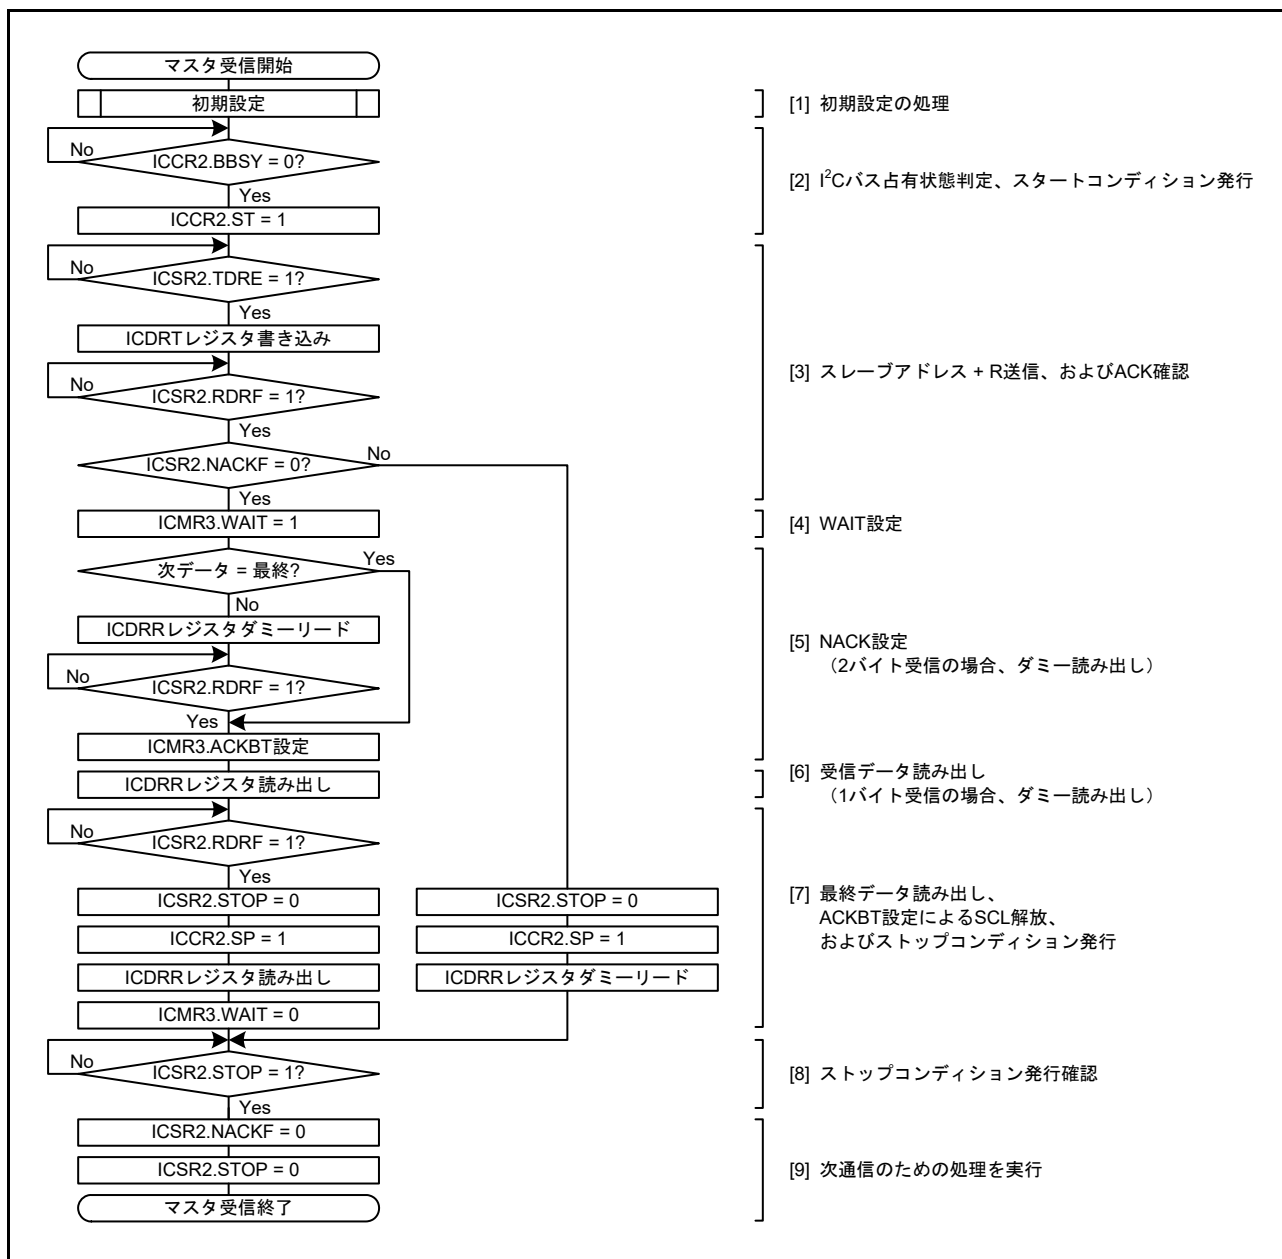 マスタ受信開始
初期設定
[1] 初期設定の処理
No
ICCR2.BBSY = 0?
Yes
[2] I²Cバス占有状態判定、スタートコンディション発行
ICCR2.ST = 1
No
ICSR2.TDRE = 1?
Yes
ICDRTレジスタ書き込み
[3] スレーブアドレス + R送信、およびACK確認
No
ICSR2.RDRF = 1?
Yes
ICSR2.NACKF = 0?
No
Yes
ICMR3.WAIT = 1
[4] WAIT設定
次データ = 最終?
Yes
No
ICDRRレジスタダミーリード
[5] NACK設定
（2バイト受信の場合、ダミー読み出し）
No
ICSR2.RDRF = 1?
Yes
ICMR3.ACKBT設定
ICDRRレジスタ読み出し
[6] 受信データ読み出し
（1バイト受信の場合、ダミー読み出し）
No
ICSR2.RDRF = 1?
Yes
ICSR2.STOP = 0
ICCR2.SP = 1
ICDRRレジスタ読み出し
ICMR3.WAIT = 0
ICSR2.STOP = 0
ICCR2.SP = 1
ICDRRレジスタダミーリード
[7] 最終データ読み出し、
ACKBT設定によるSCL解放、
およびストップコンディション発行
No
ICSR2.STOP = 1?
Yes
[8] ストップコンディション発行確認
ICSR2.NACKF = 0
ICSR2.STOP = 0
[9] 次通信のための処理を実行
マスタ受信終了